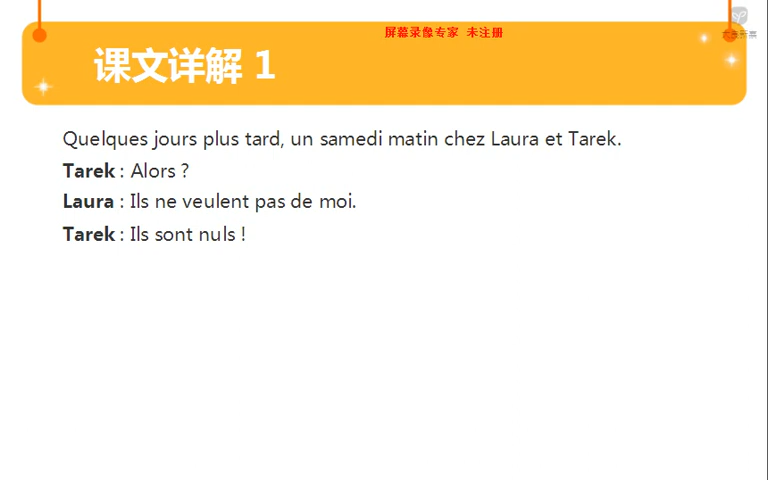 屏幕录像专家 未注册
课文详解 1
Quelques jours plus tard, un samedi matin chez Laura et Tarek.
Tarek : Alors ?
Laura : Ils ne veulent pas de moi.
Tarek : Ils sont nuls !